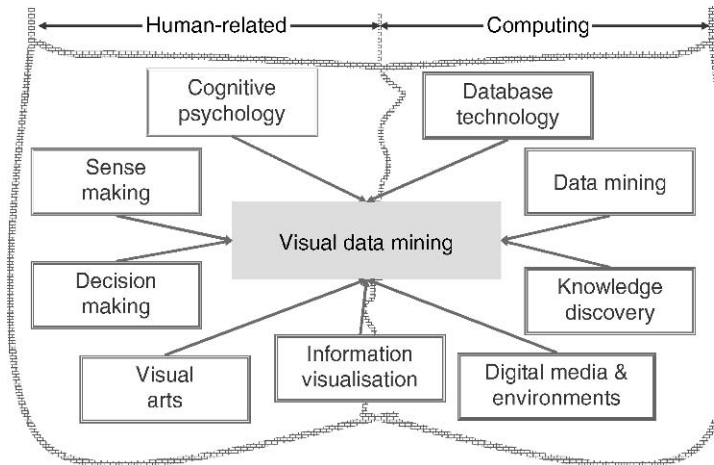 Human-related
Computing
Cognitive
psychology
Database
technology
Sense
making
Data mining
Visual data mining
Decision
making
Knowledge
discovery
Visual
arts
Information
visualisation
Digital media &
environments